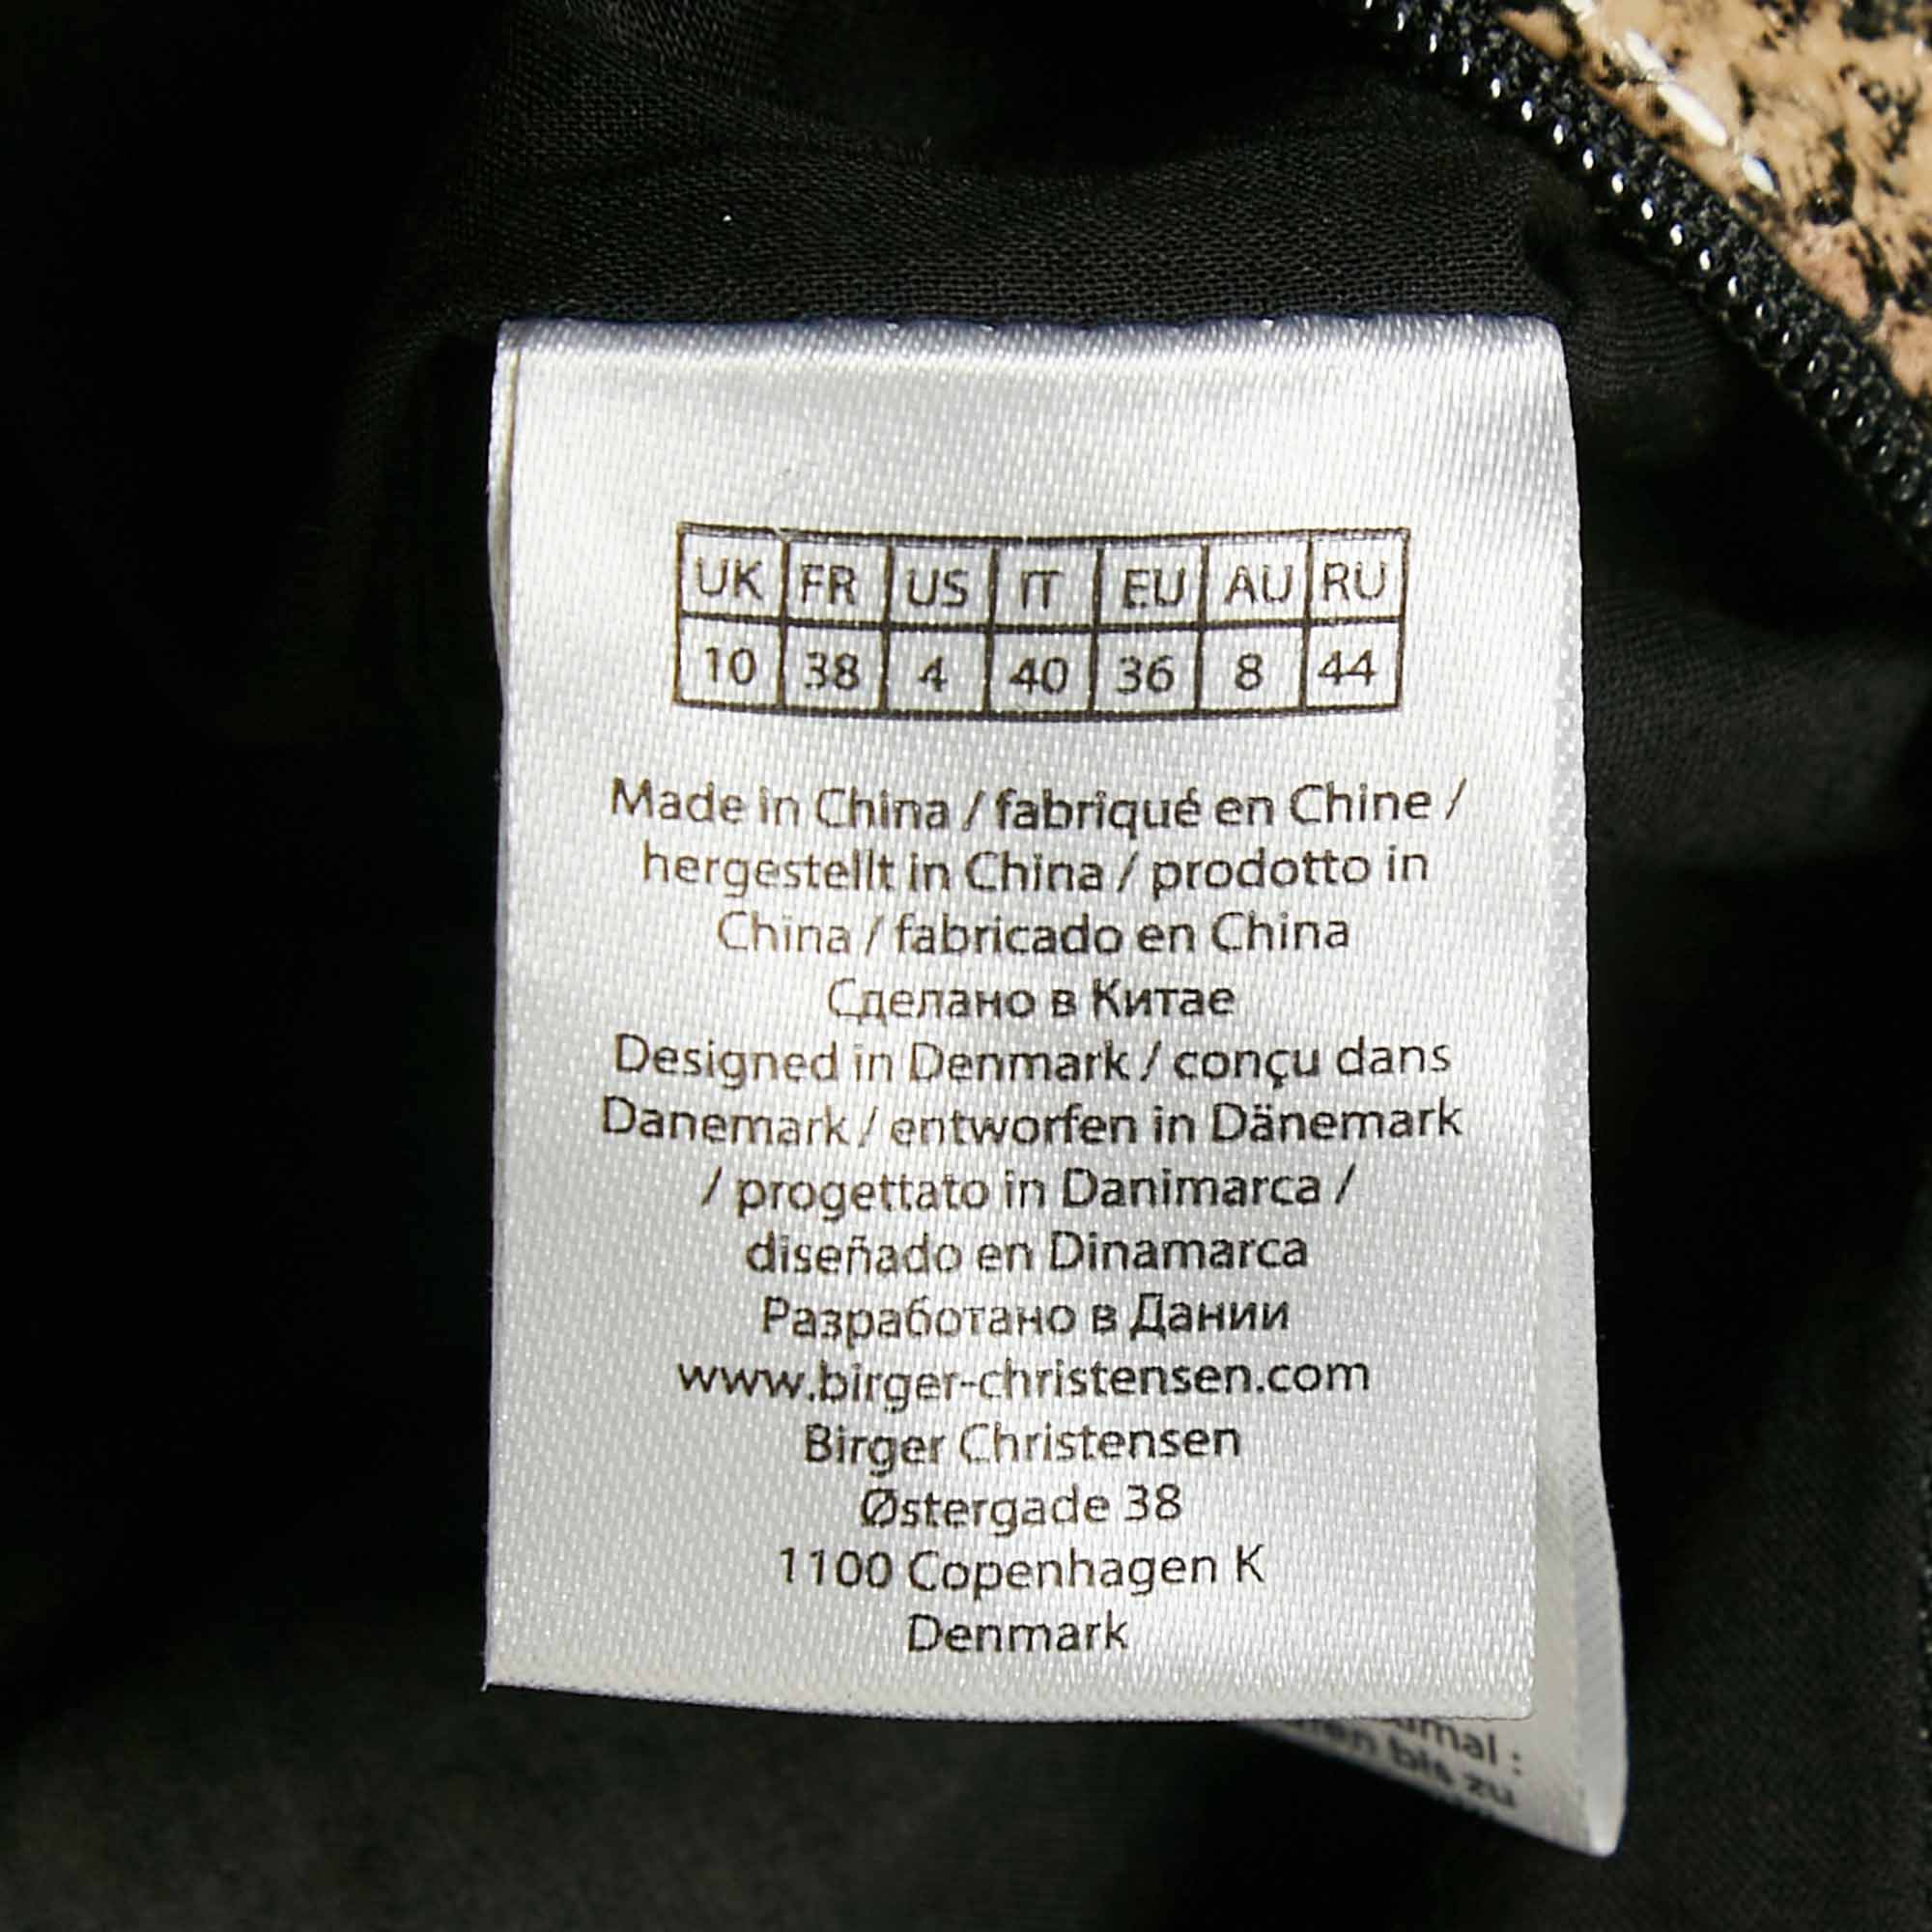 UK FR US IT EU AU RU
10 38 4 40 36 8 44
Made in China / fabriqué en Chine /
hergestellt in China / prodotto in
China / fabricado en China
Сделано в Китае
Designed in Denmark / conçu dans
Danemark / entworfen in Dänemark
/ progettato in Danimarca /
diseñado en Dinamarca
Разработано в Дании
www.birger-christensen.com
Birger Christensen
Østergade 38
1100 Copenhagen K
Denmark
bis zu